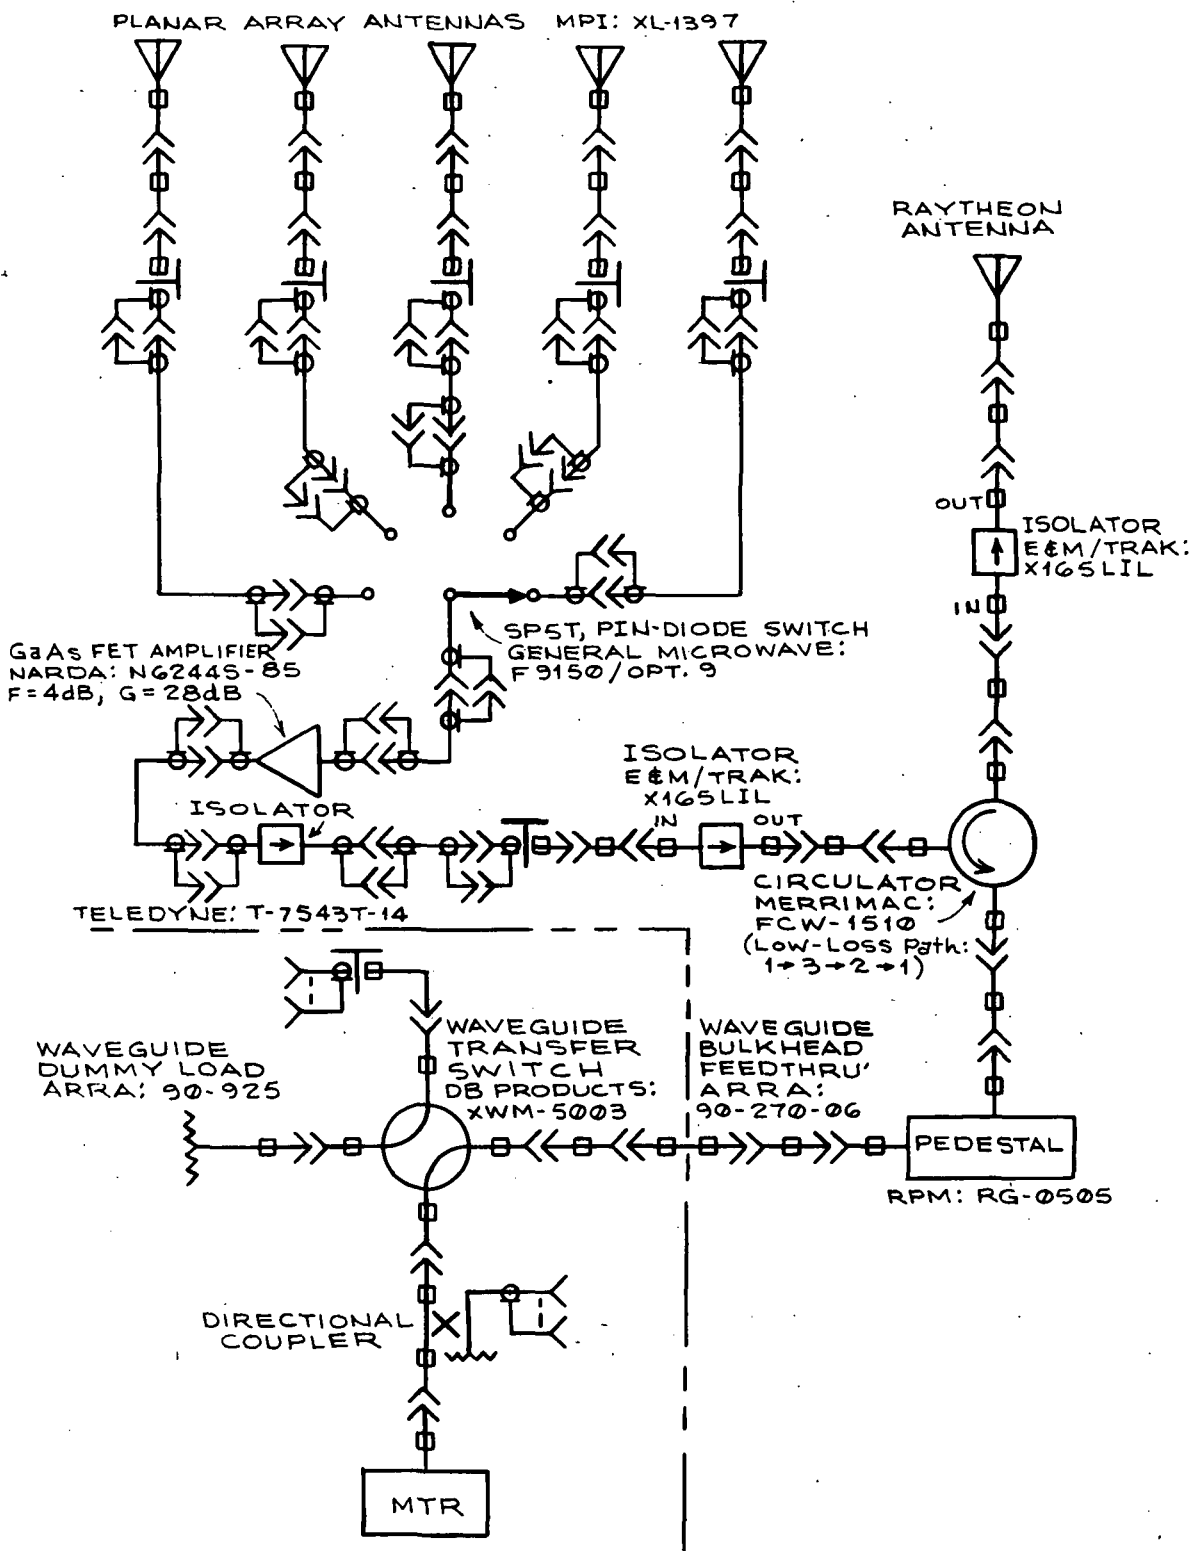 PLANAR ARRAY ANTENNAS MPI: XL-1397
RAYTHEON
ANTENNA
OUT
ISOLATOR
E&M/TRAK:
X165LIL
IN
SP5T, PIN-DIODE SWITCH
GENERAL MICROWAVE:
F9150/OPT. 9
GaAs FET AMPLIFIER
NARDA: N6244S-85
F=4dB, G=28dB
ISOLATOR
TELEDYNE: T-7543T-14
ISOLATOR
E&M/TRAK:
X165LIL
IN
OUT
CIRCULATOR
MERRIMAC:
FCW-1510
(Low-Loss Path:
1→3→2→1)
WAVEGUIDE
DUMMY LOAD
ARRA: 90-925
WAVEGUIDE
TRANSFER
SWITCH
DB PRODUCTS:
XWM-5003
WAVEGUIDE
BULKHEAD
FEEDTHRU'
ARRA:
90-270-06
PEDESTAL
RPM: RG-0505
DIRECTIONAL
COUPLER
MTR